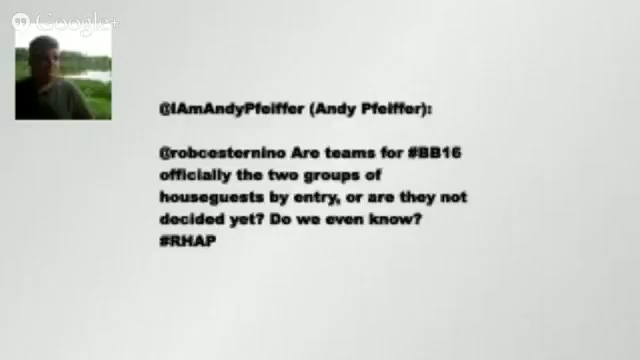 Google+
@IAmAndyPfeiffer (Andy Pfeiffer):
@robcesternino Are teams for #BB16
officially the two groups of
houseguests by entry, or are they not
decided yet? Do we even know?
#RHAP